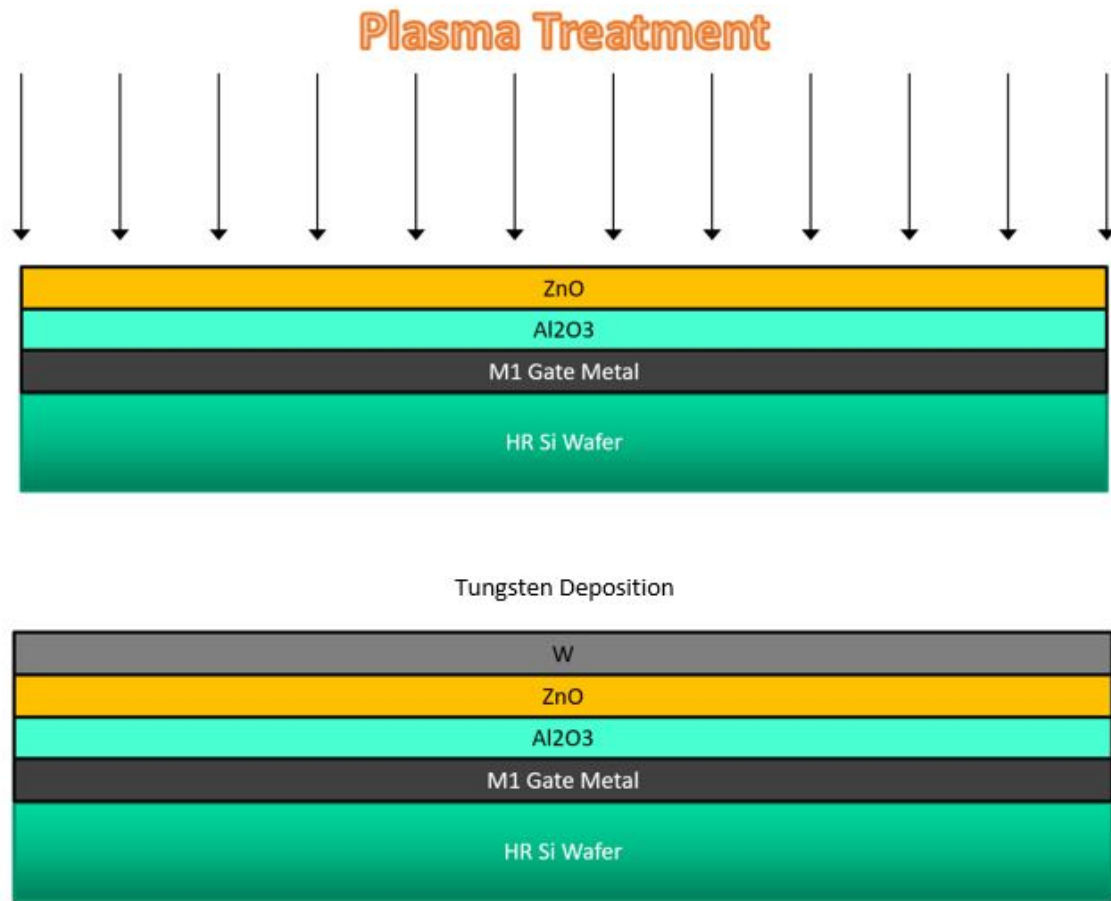 Plasma Treatment
ZnO
Al2O3
M1 Gate Metal
HR Si Wafer
Tungsten Deposition
W
ZnO
Al2O3
M1 Gate Metal
HR Si Wafer